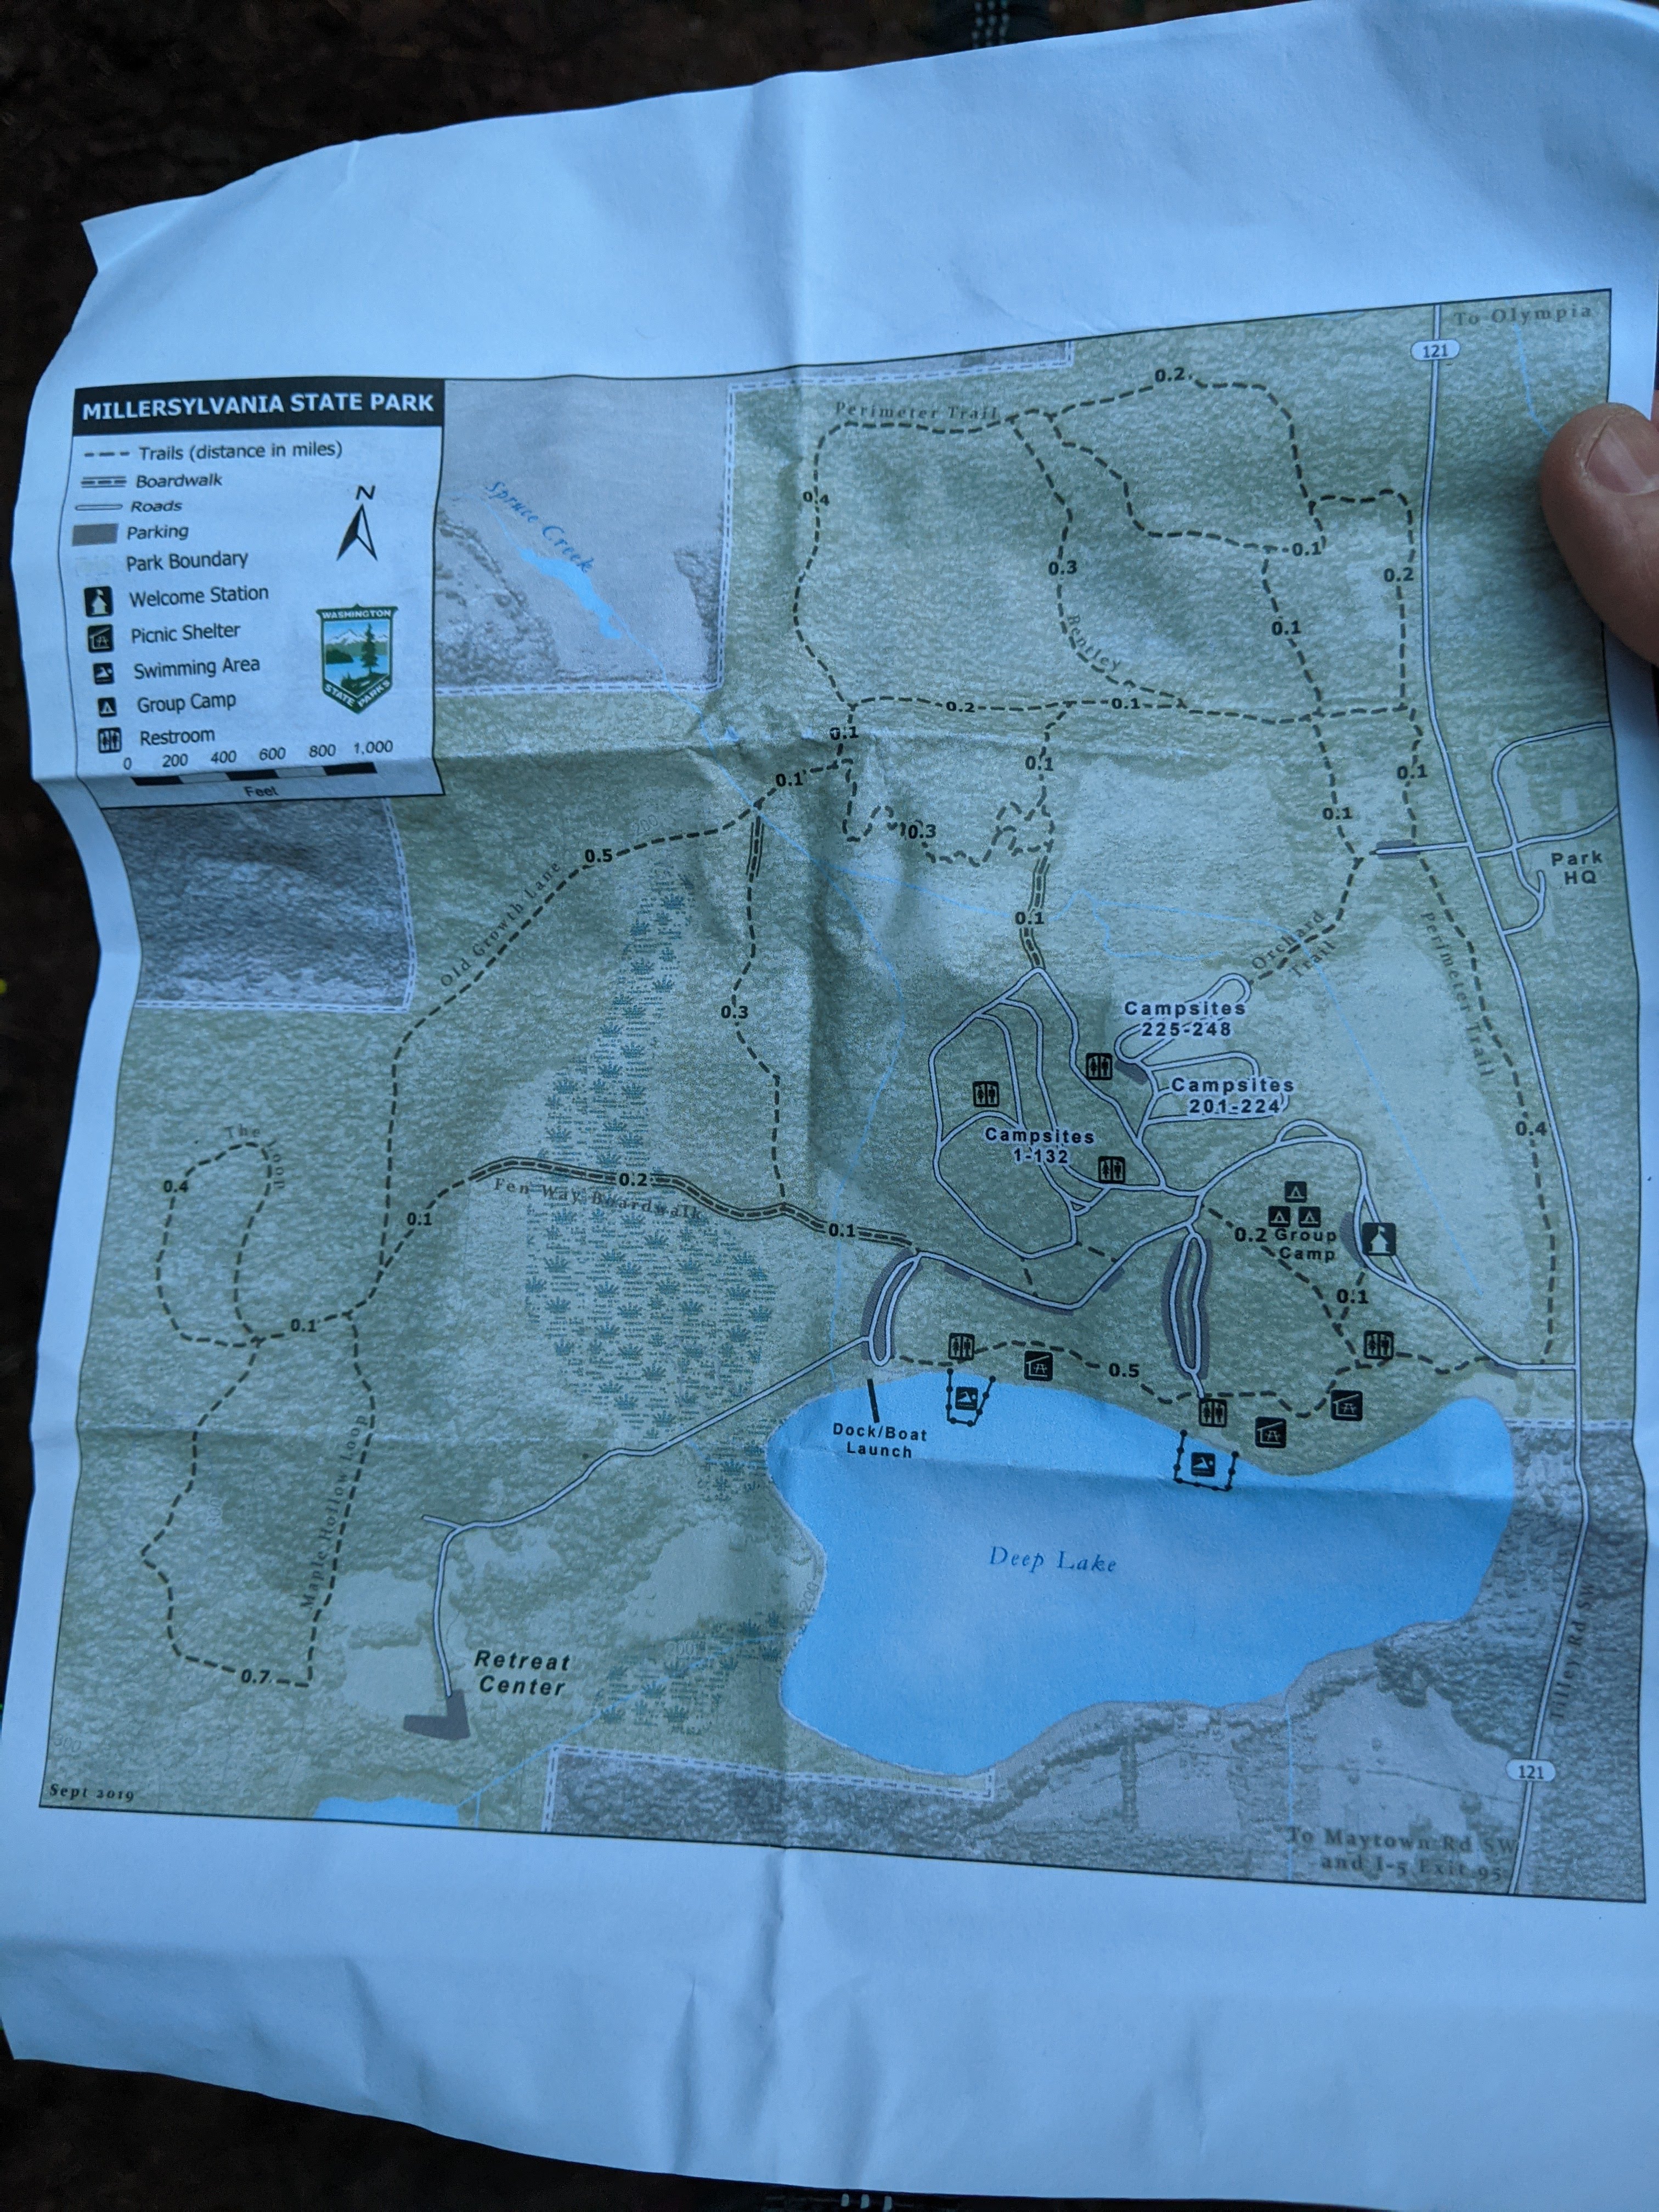 MILLERSYLVANIA STATE PARK
Trails (distance in miles)
Boardwalk
Roads
Parking
Park Boundary
Welcome Station
Picnic Shelter
Swimming Area
Group Camp
Restroom
N
WASHINGTON
STATE PARKS
0 200 400 600 800 1,000
Feet
To Olympia
121
Spruce Creek
Perimeter Trail
0.2
0.4
0.3
0.1
0.2
Bentley
0.1
0.2
0.1
0.1
0.1
0.1
0.1
0.1
0.3
0.5
200
Old Growth Lane
0.1
Park
HQ
0.1
Orchard
Trail
Perimeter Trail
0.3
Campsites
225-248
Campsites
201-224
Campsites
1-132
0.4
The Loop
0.4
0.2
Fen Way Boardwalk
0.1
0.1
0.2
Group
Camp
0.1
0.1
0.5
Dock/Boat
Launch
Maple Hollow Loop
Deep Lake
200
200
300
0.7
Retreat
Center
Tilley Rd SW
121
300
Sept 2019
To Maytown Rd SW
and I-5 Exit 95